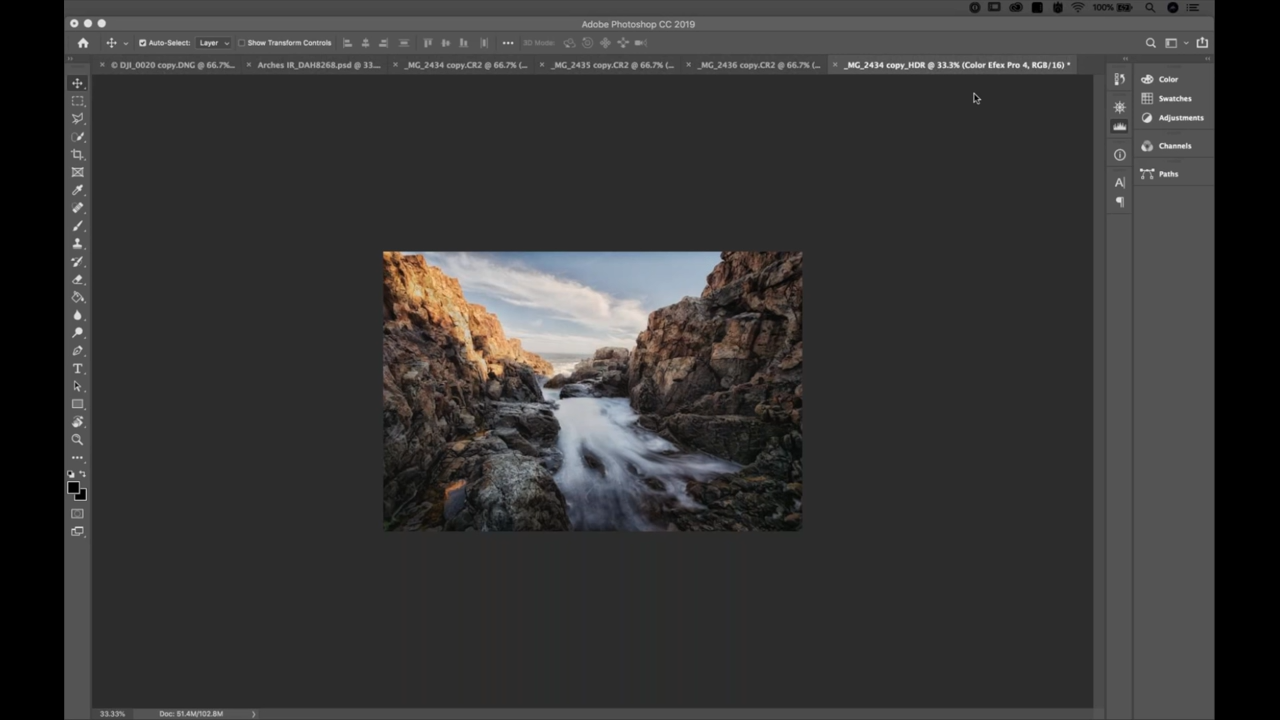 100%
Adobe Photoshop CC 2019
Auto-Select: Layer Show Transform Controls 3D Mode:
© DJI_0020 copy.DNG @ 66.7%... Arches IR_DAH8268.psd @ 33.... _MG_2434 copy.CR2 @ 66.7% (... _MG_2435 copy.CR2 @ 66.7% (... _MG_2436 copy.CR2 @ 66.7% (... _MG_2434 copy_HDR @ 33.3% (Color Efex Pro 4, RGB/16) *
Color
Swatches
Adjustments
Channels
Paths
33.33% Doc: 51.4M/102.8M